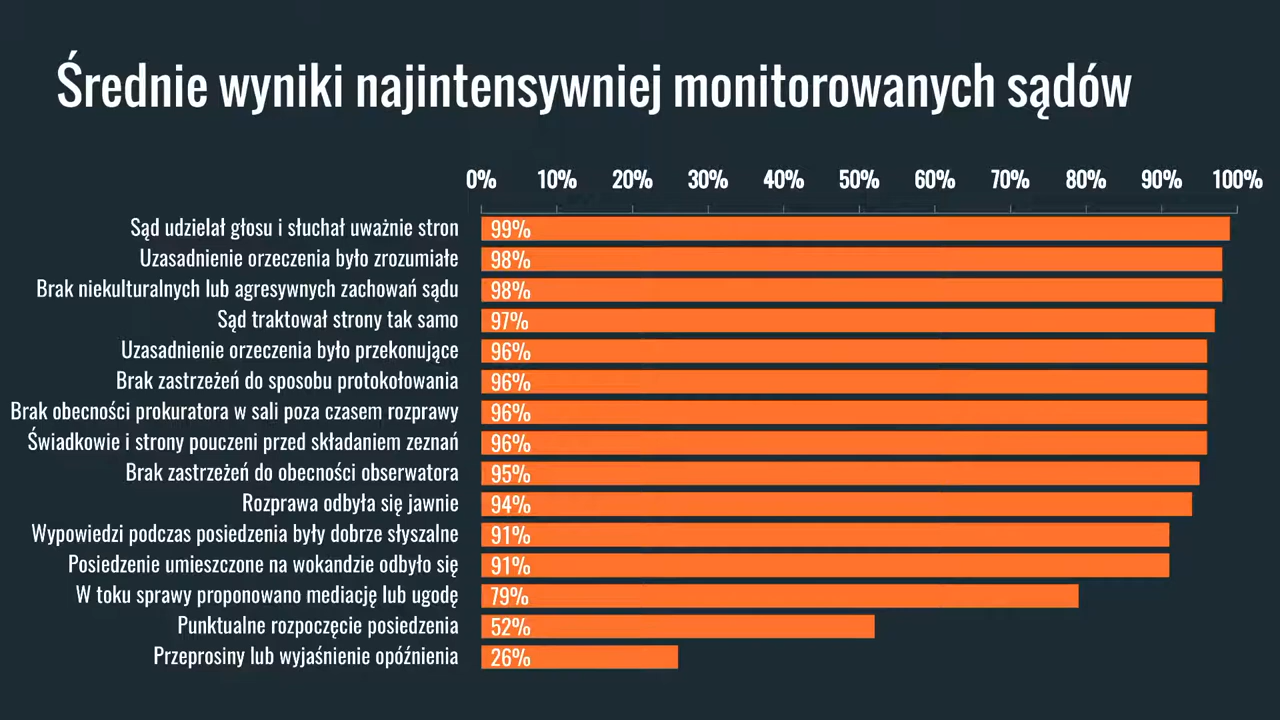 Średnie wyniki najintensywniej monitorowanych sądów
0% 10% 20% 30% 40% 50% 60% 70% 80% 90% 100%
Sąd udzielał głosu i słuchał uważnie stron 99%
Uzasadnienie orzeczenia było zrozumiałe 98%
Brak niekulturalnych lub agresywnych zachowań sądu 98%
Sąd traktował strony tak samo 97%
Uzasadnienie orzeczenia było przekonujące 96%
Brak zastrzeżeń do sposobu protokołowania 96%
Brak obecności prokuratora w sali poza czasem rozprawy 96%
Świadkowie i strony pouczeni przed składaniem zeznań 96%
Brak zastrzeżeń do obecności obserwatora 95%
Rozprawa odbyła się jawnie 94%
Wypowiedzi podczas posiedzenia były dobrze słyszalne 91%
Posiedzenie umieszczone na wokandzie odbyło się 91%
W toku sprawy proponowano mediację lub ugodę 79%
Punktualne rozpoczęcie posiedzenia 52%
Przeprosiny lub wyjaśnienie opóźnienia 26%